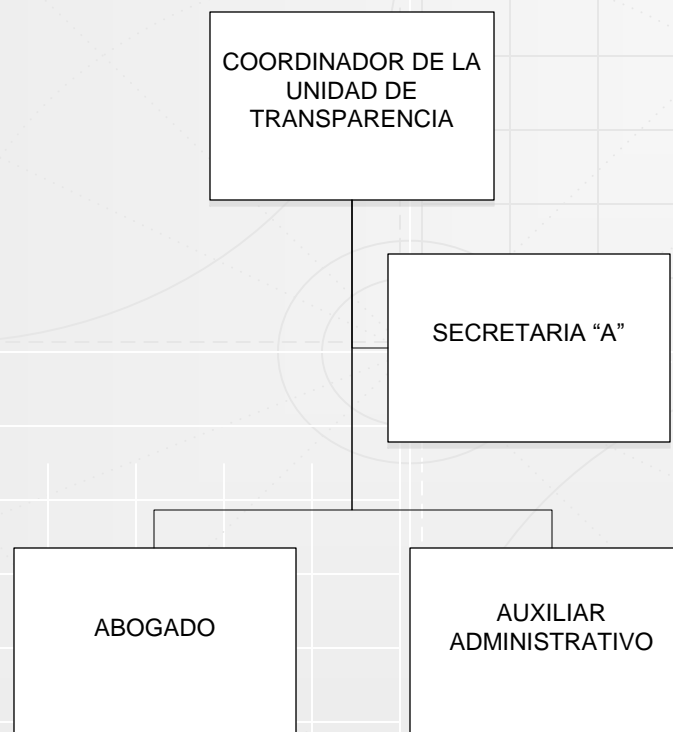 COORDINADOR DE LA
UNIDAD DE
TRANSPARENCIA
SECRETARIA “A”
ABOGADO
AUXILIAR
ADMINISTRATIVO